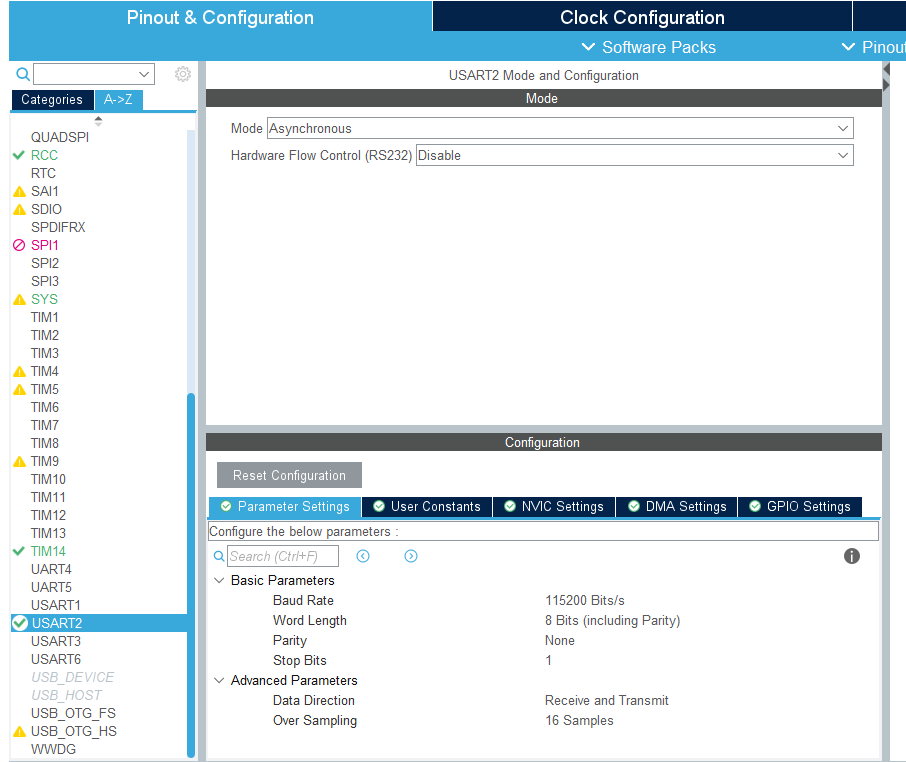 Pinout & Configuration
Clock Configuration
Software Packs
Pinout
USART2 Mode and Configuration
Categories
A->Z
Mode
Mode Asynchronous
Hardware Flow Control (RS232) Disable
QUADSPI
RCC
RTC
SAI1
SDIO
SPDIFRX
SPI1
SPI2
SPI3
SYS
TIM1
TIM2
TIM3
TIM4
TIM5
TIM6
TIM7
TIM8
TIM9
TIM10
TIM11
TIM12
TIM13
TIM14
UART4
UART5
USART1
USART2
USART3
USART6
USB_DEVICE
USB_HOST
USB_OTG_FS
USB_OTG_HS
WWDG
Configuration
Reset Configuration
Parameter Settings
User Constants
NVIC Settings
DMA Settings
GPIO Settings
Configure the below parameters :
Search (Ctrl+F)
Basic Parameters
Baud Rate 115200 Bits/s
Word Length 8 Bits (including Parity)
Parity None
Stop Bits 1
Advanced Parameters
Data Direction Receive and Transmit
Over Sampling 16 Samples